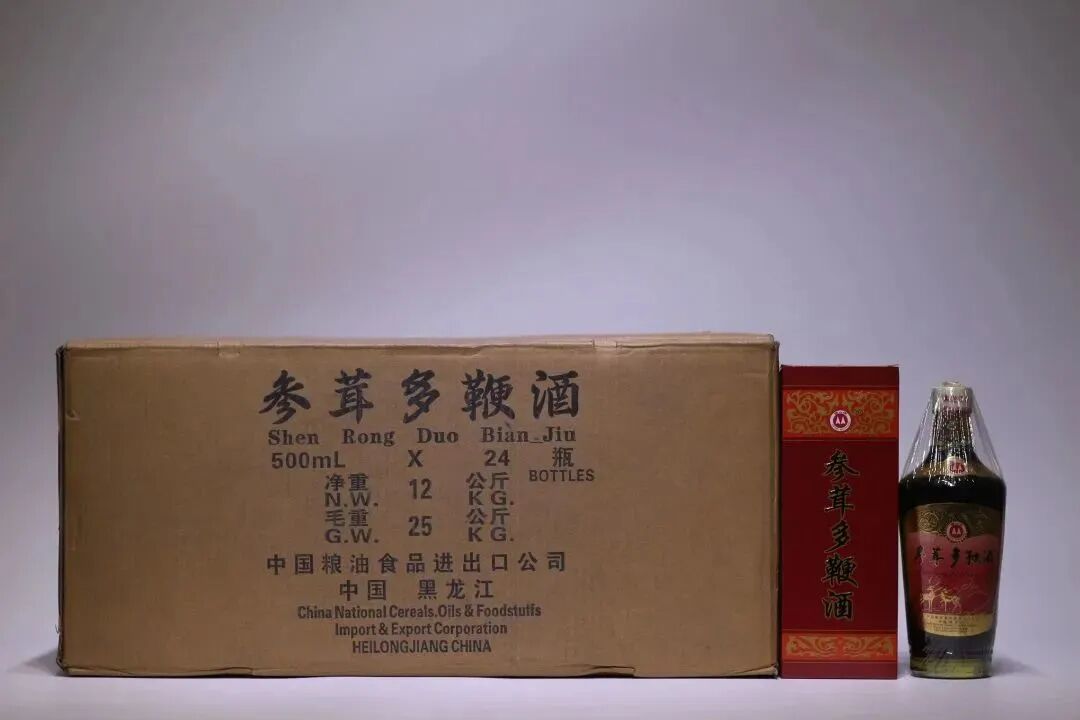 参茸多鞭酒
Shen Rong Duo Biàn Jiu
500mL X 24 瓶
BOTTLES
净重 12 公斤
N.W. KG.
毛重 25 公斤
G.W. KG.
中国粮油食品进出口公司
中国 黑龙江
China National Cereals.Oils & Foodstuffs
Import & Export Corporation
HEILONGJIANG CHINA
参茸多鞭酒
参茸多鞭酒